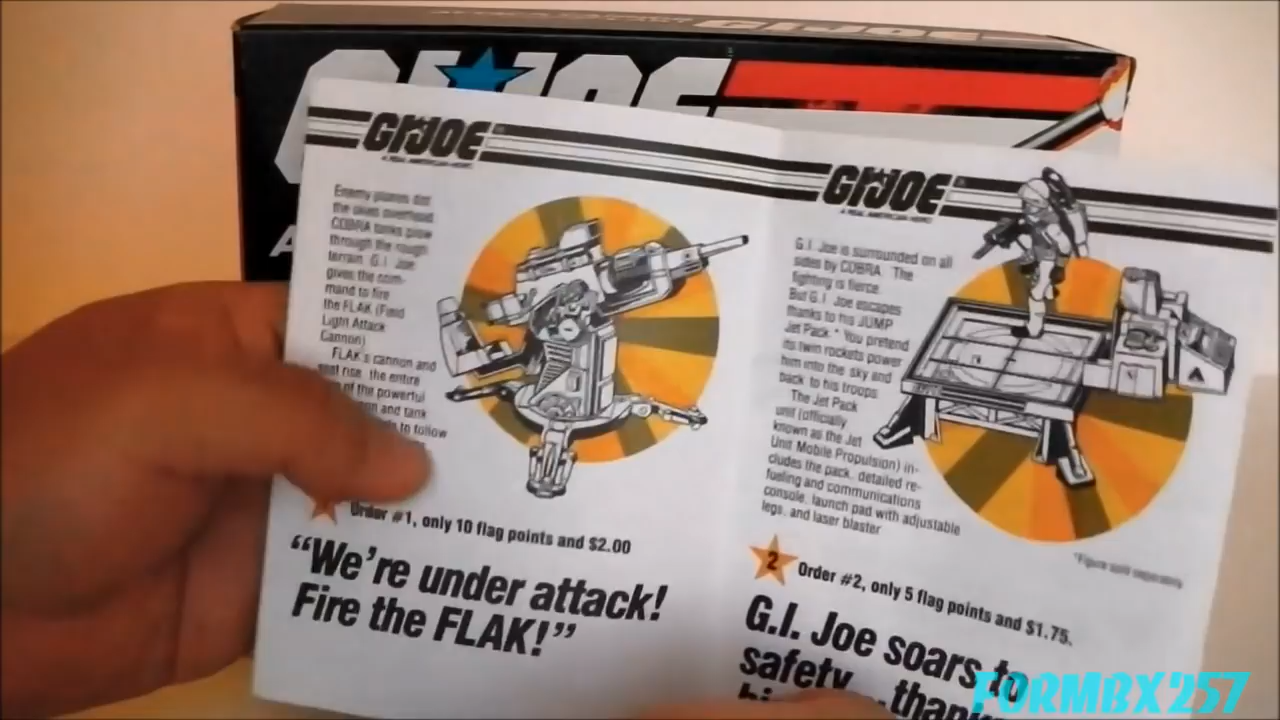 GI JOE
GI JOE
GI JOE
A REAL AMERICAN HERO
Enemy planes dot
the skies overhead
COBRA tanks plow
through the rough
terrain. G.I. Joe
gives the com-
mand to fire
the FLAK (Field
Light Attack
Cannon)
FLAK's cannon and
seat rise, the entire
of the powerful
and tank
to follow
Order #1, only 10 flag points and $2.00
“We're under attack!
Fire the FLAK!”
GI JOE
A REAL AMERICAN HERO
G.I. Joe is surrounded on all
sides by COBRA. The
fighting is fierce.
But G.I. Joe escapes
thanks to his JUMP
Jet Pack.* You pretend
its twin rockets power
him into the sky and
back to his troops
The Jet Pack
unit (officially
known as the Jet
Unit Mobile Propulsion) in-
cludes the pack, detailed re-
fueling and communications
console, launch pad with adjustable
legs, and laser blaster
*Figure sold separately
2 Order #2, only 5 flag points and $1.75.
G.I. Joe soars to
safety...thank
FORMBX257